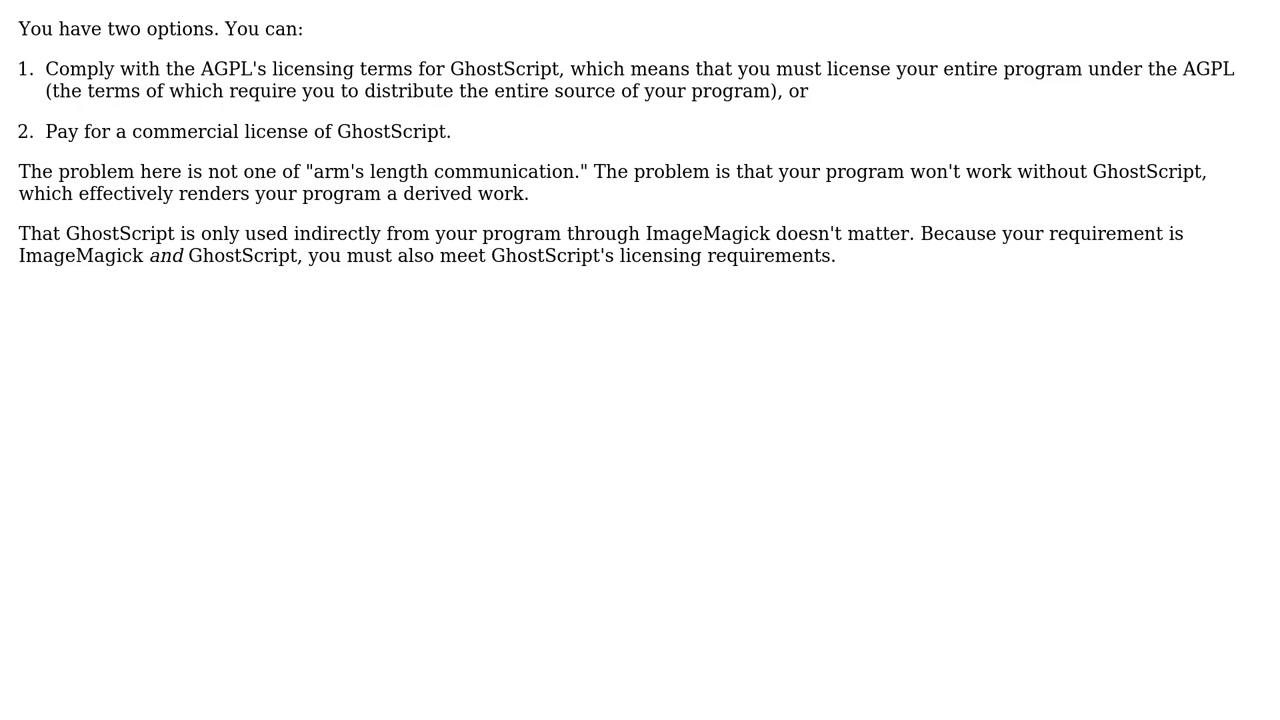 You have two options. You can:
1. Comply with the AGPL's licensing terms for GhostScript, which means that you must license your entire program under the AGPL
(the terms of which require you to distribute the entire source of your program), or
2. Pay for a commercial license of GhostScript.
The problem here is not one of "arm's length communication." The problem is that your program won't work without GhostScript,
which effectively renders your program a derived work.
That GhostScript is only used indirectly from your program through ImageMagick doesn't matter. Because your requirement is
ImageMagick and GhostScript, you must also meet GhostScript's licensing requirements.